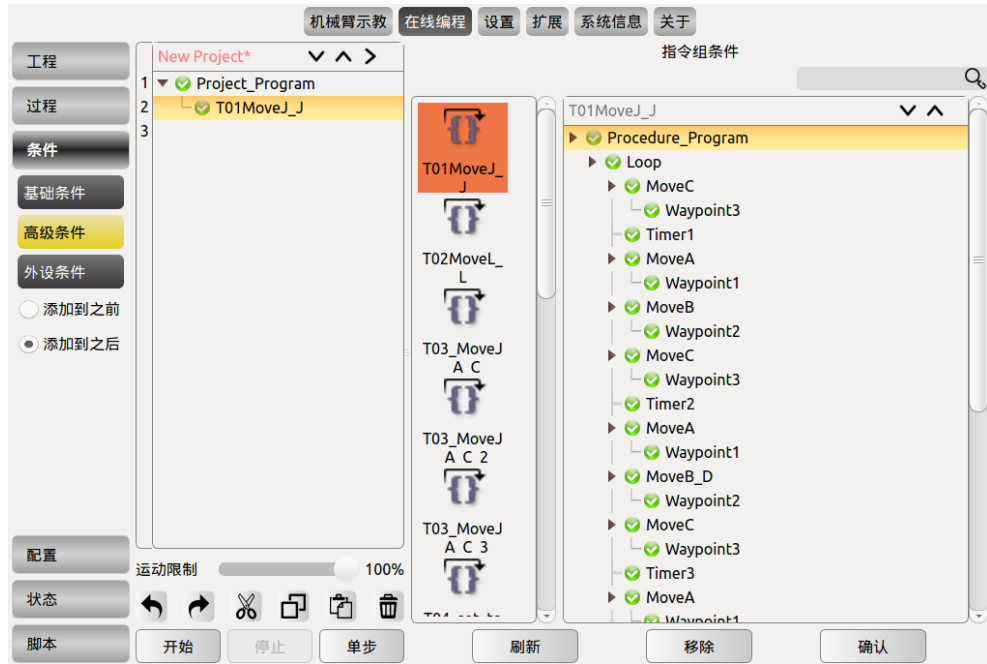 机械臂示教 在线编程 设置 扩展 系统信息 关于
工程
过程
条件
基础条件
高级条件
外设条件
添加到之前
添加到之后
配置
状态
脚本
New Project*
1 Project_Program
2 T01MoveJ_J
3
运动限制 100%
开始 停止 单步
指令组条件
T01MoveJ_
J
T02MoveL_
L
T03_MoveJ
A C
T03_MoveJ
A C 2
T03_MoveJ
A C 3
T01MoveJ_J
Procedure_Program
Loop
MoveC
Waypoint3
Timer1
MoveA
Waypoint1
MoveB
Waypoint2
MoveC
Waypoint3
Timer2
MoveA
Waypoint1
MoveB_D
Waypoint2
MoveC
Waypoint3
Timer3
MoveA
Waypoint1
刷新 移除 确认